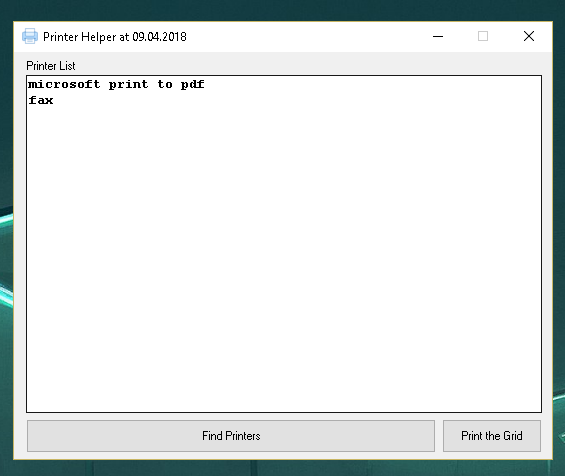 Printer Helper at 09.04.2018
Printer List
microsoft print to pdf
fax
Find Printers
Print the Grid